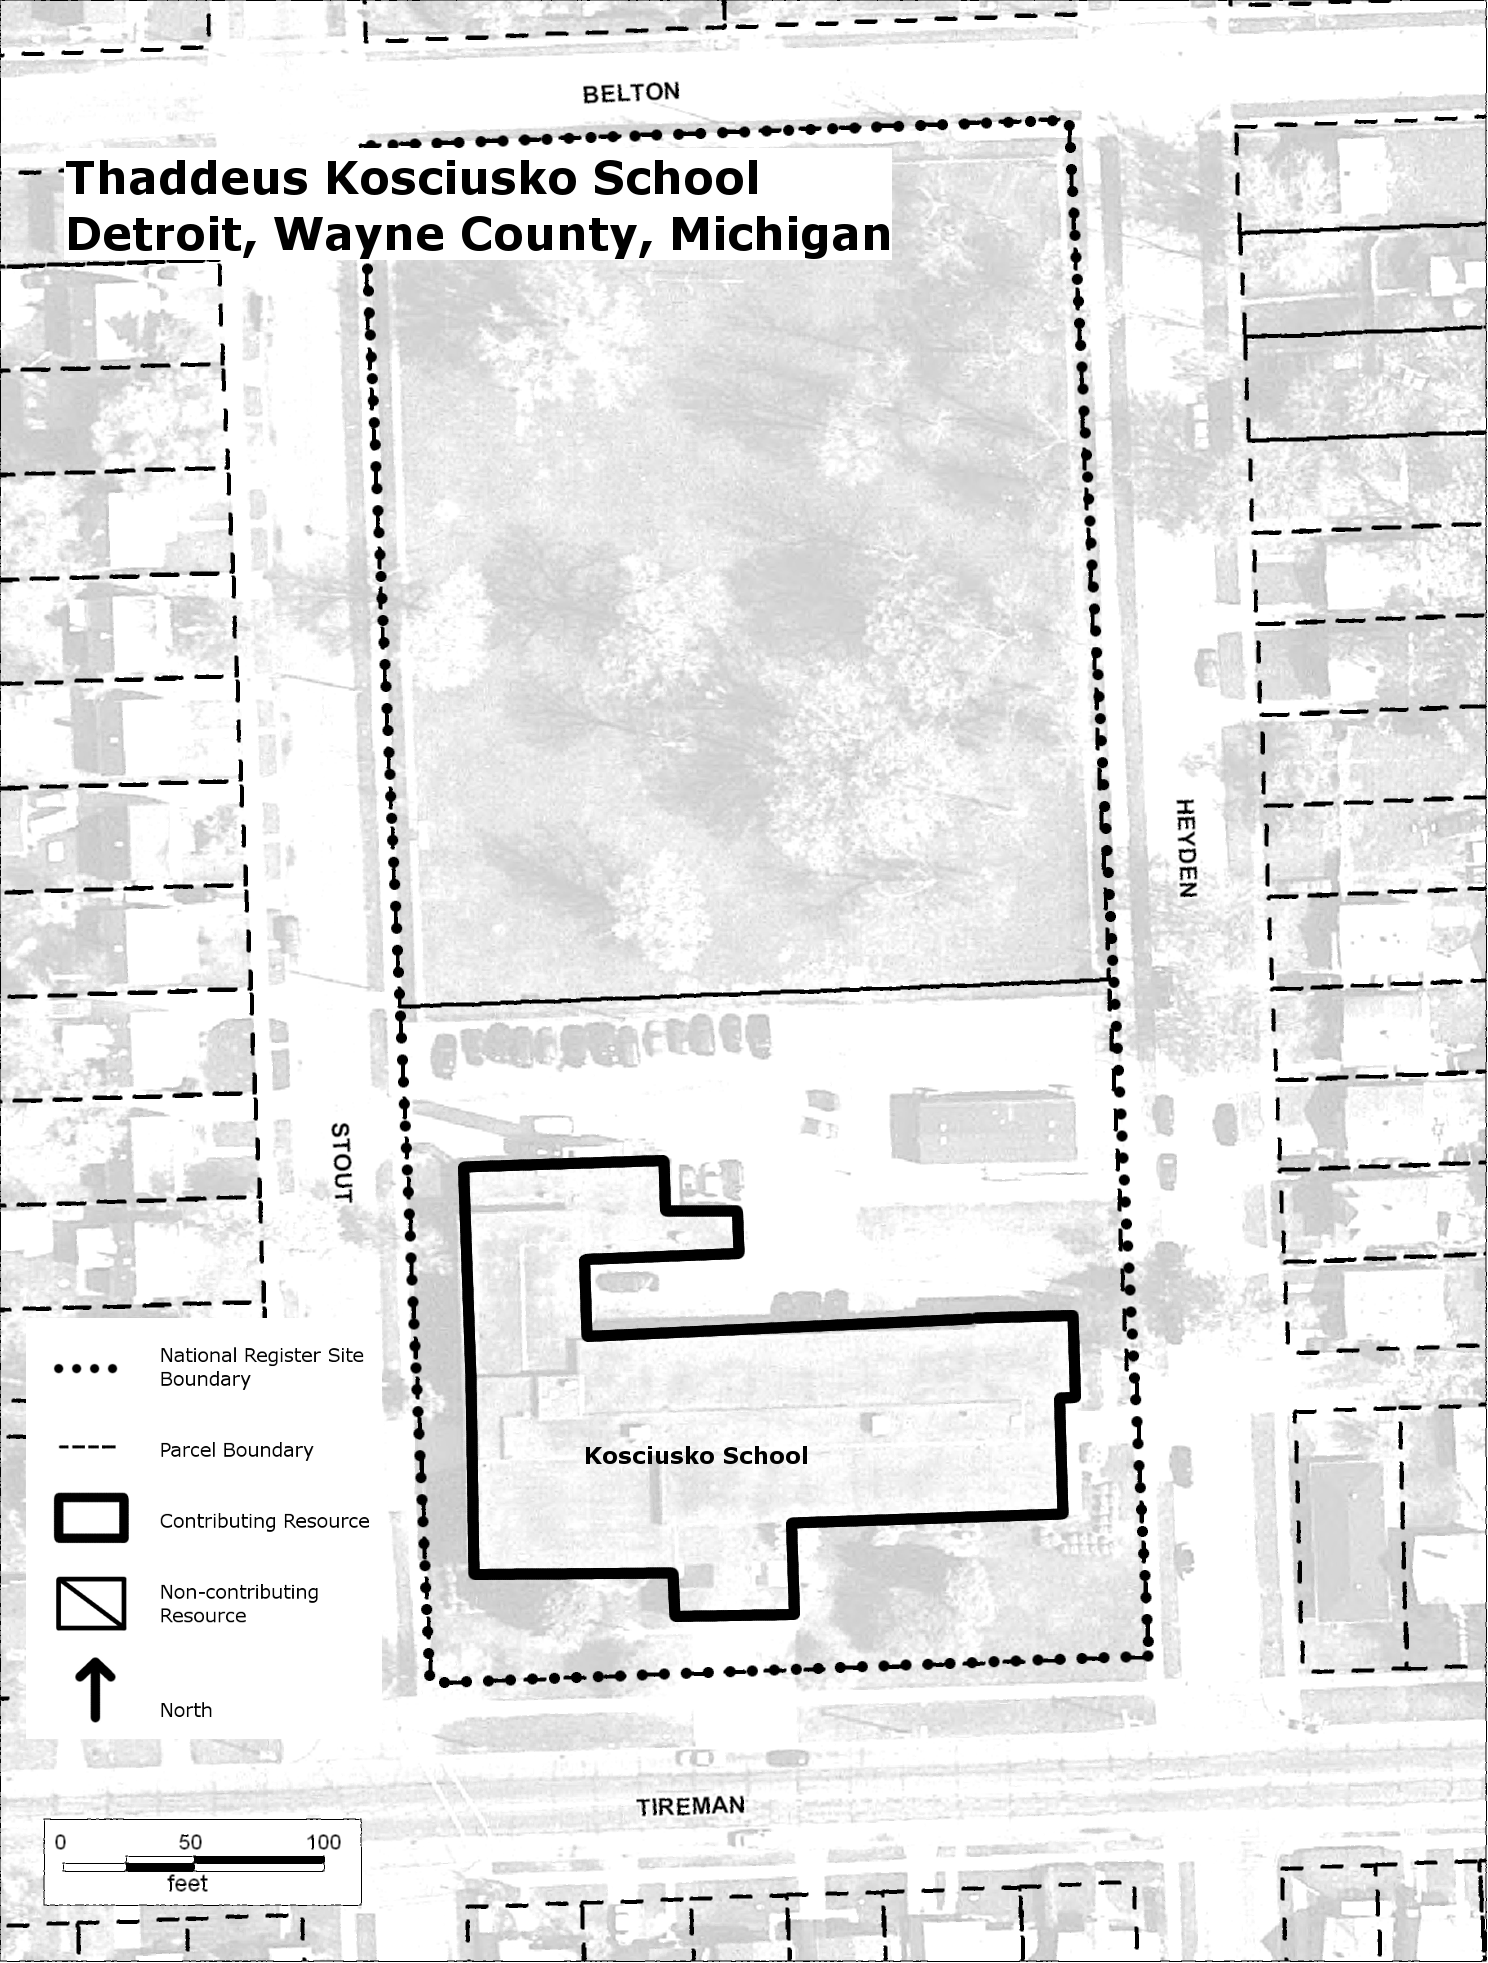 BELTON
Thaddeus Kosciusko School
Detroit, Wayne County, Michigan
HEYDEN
STOUT
National Register Site
Boundary
Parcel Boundary
Kosciusko School
Contributing Resource
Non-contributing
Resource
North
TIREMAN
0 50 100
feet